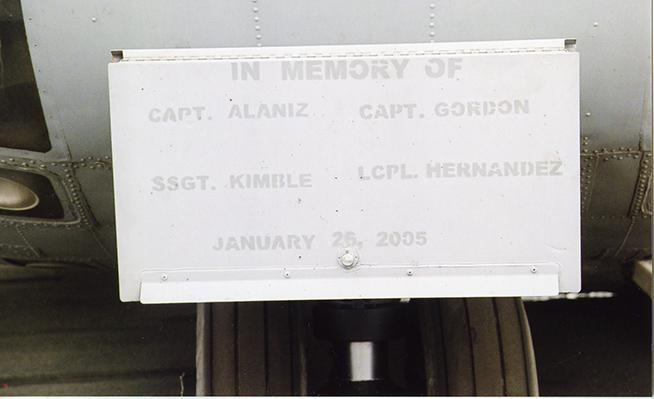 IN MEMORY OF
CAPT. ALANIZ CAPT. GORDON
SSGT. KIMBLE LCPL. HERNANDEZ
JANUARY 26, 2005